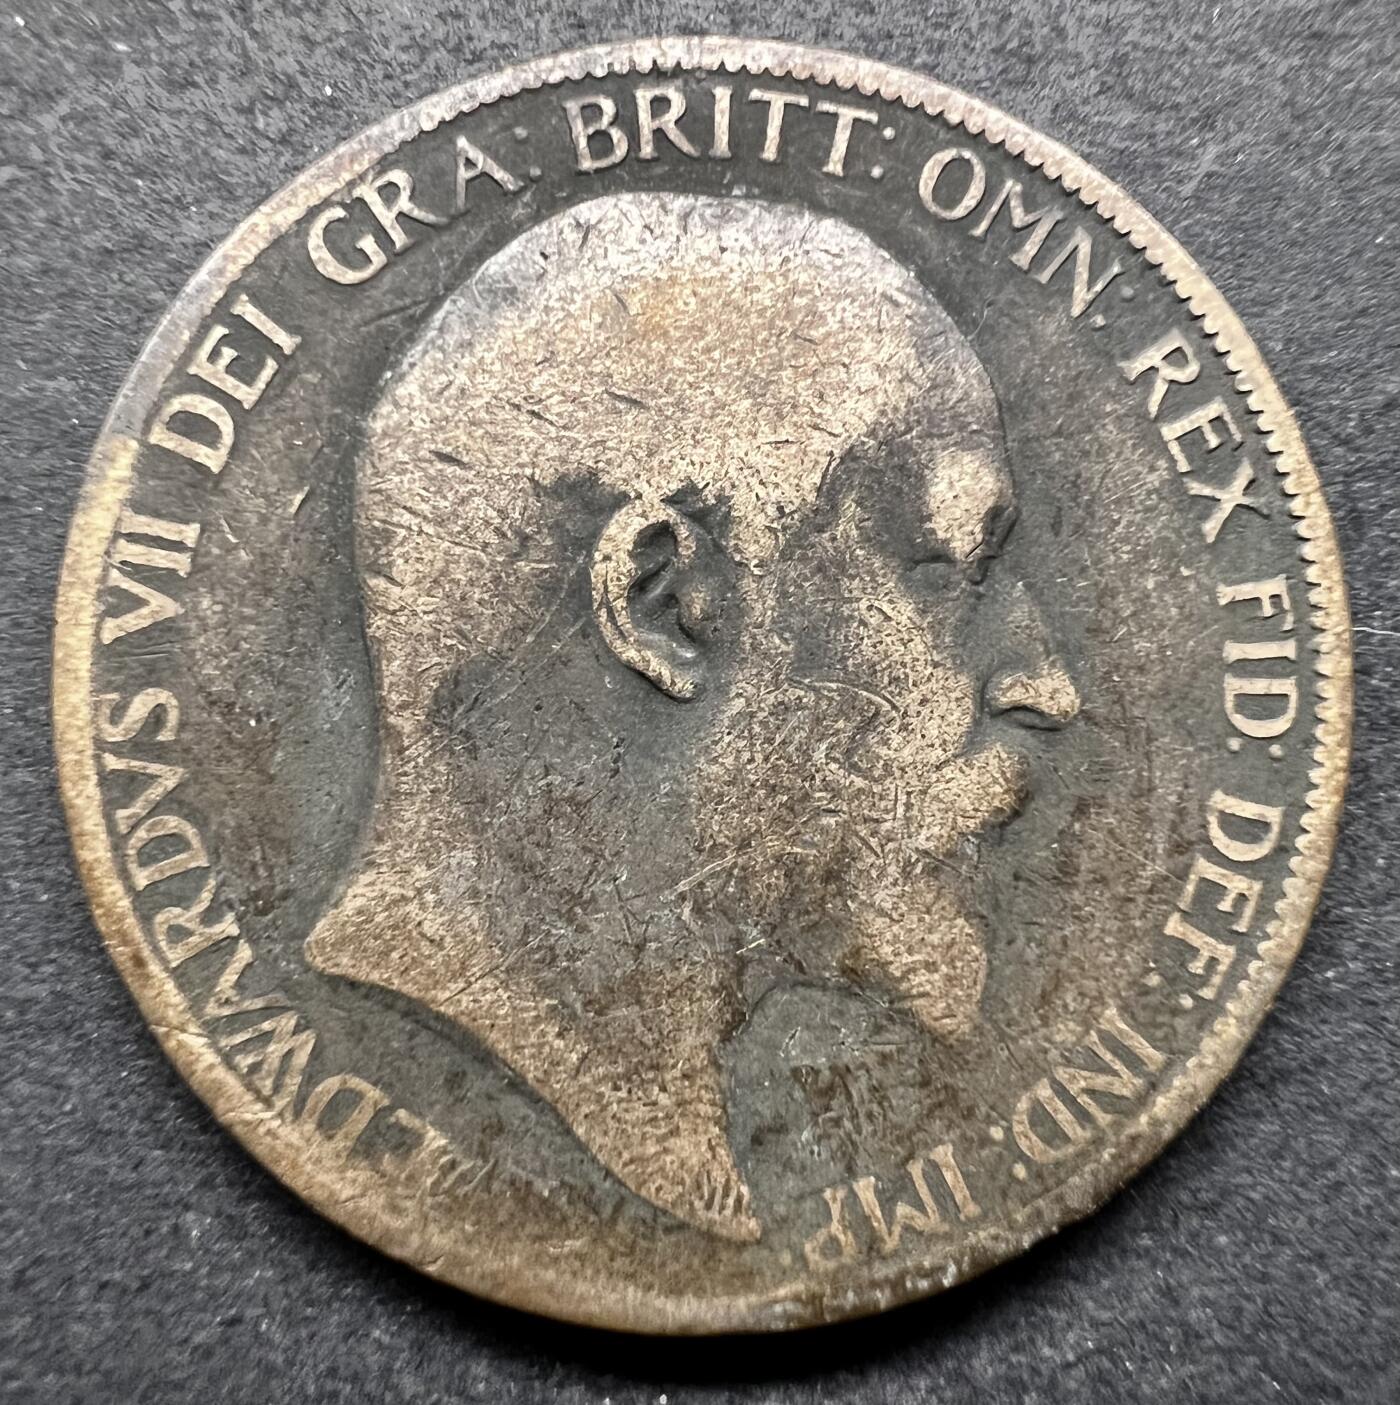 EDWARDVS VII DEI GRA: BRITT: OMN: REX FID: DEF: IND: IMP: